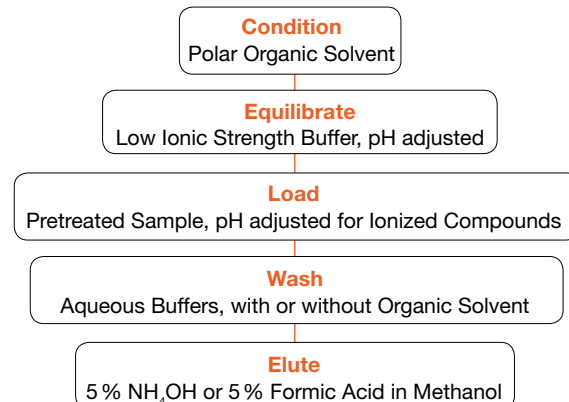 Condition
Polar Organic Solvent
Equilibrate
Low Ionic Strength Buffer, pH adjusted
Load
Pretreated Sample, pH adjusted for Ionized Compounds
Wash
Aqueous Buffers, with or without Organic Solvent
Elute
5 % NH₄OH or 5 % Formic Acid in Methanol